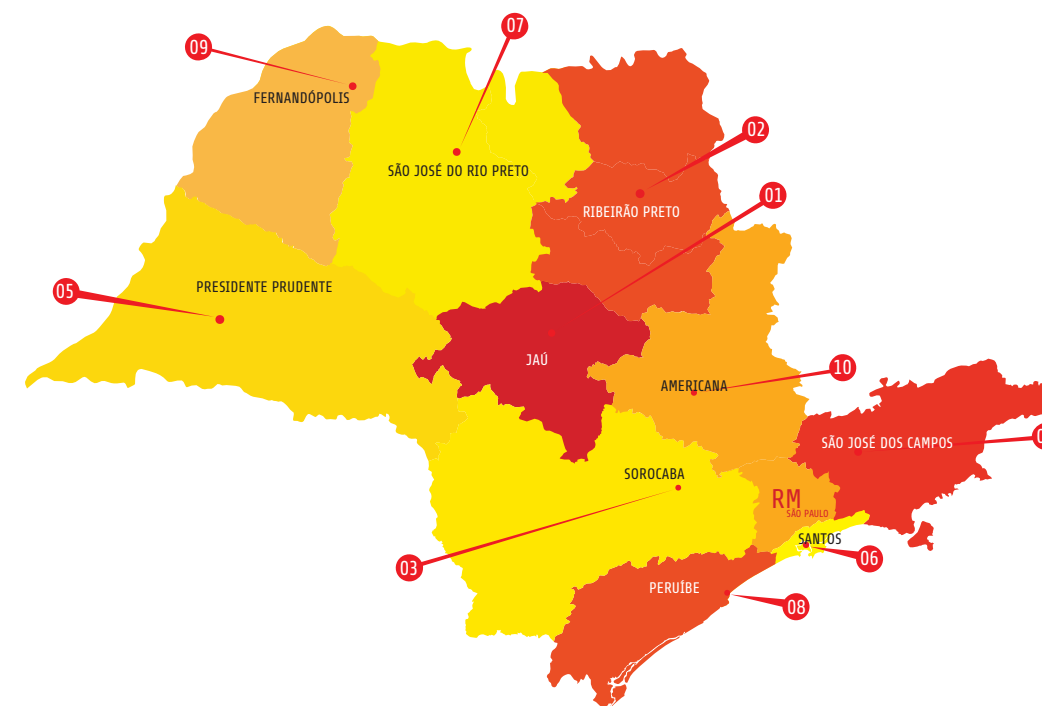 07
09
FERNANDÓPOLIS
02
SÃO JOSÉ DO RIO PRETO
01
RIBEIRÃO PRETO
05
PRESIDENTE PRUDENTE
JAÚ
10
AMERICANA
SÃO JOSÉ DOS CAMPOS
SOROCABA
RM
SÃO PAULO
SANTOS
03
06
PERUÍBE
08